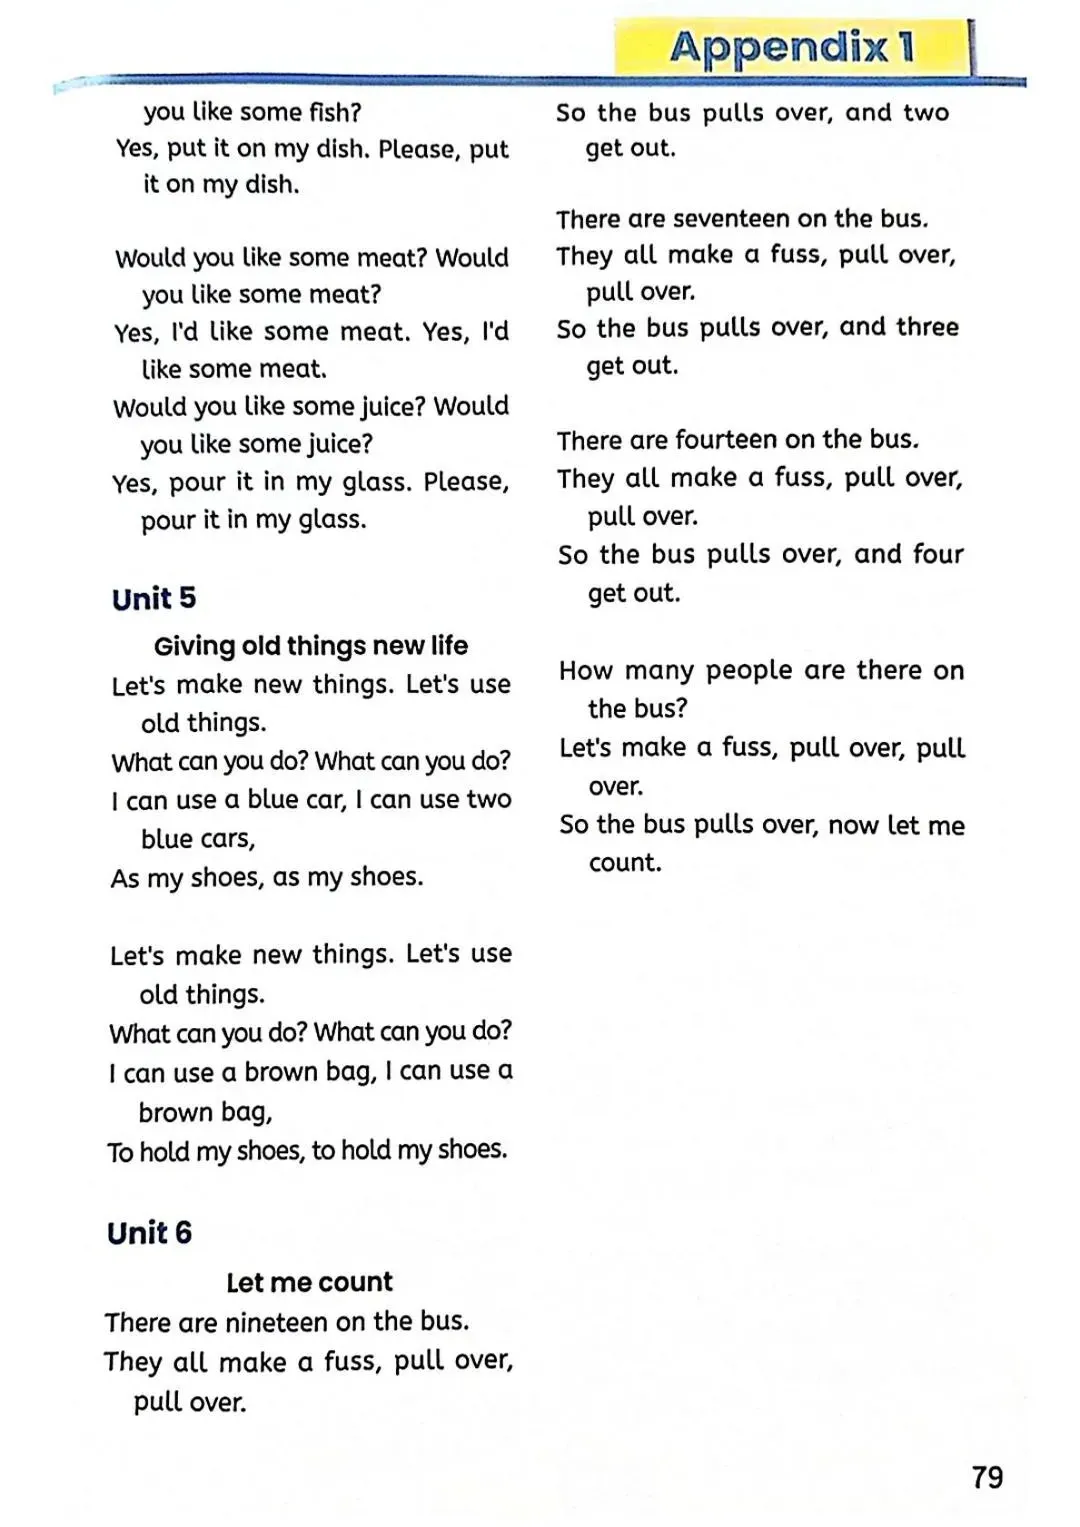 Appendix 1
you like some fish?
Yes, put it on my dish. Please, put
it on my dish.
Would you like some meat? Would
you like some meat?
Yes, I'd like some meat. Yes, I'd
like some meat.
Would you like some juice? Would
you like some juice?
Yes, pour it in my glass. Please,
pour it in my glass.
Unit 5
Giving old things new life
Let's make new things. Let's use
old things.
What can you do? What can you do?
I can use a blue car, I can use two
blue cars,
As my shoes, as my shoes.
Let's make new things. Let's use
old things.
What can you do? What can you do?
I can use a brown bag, I can use a
brown bag,
To hold my shoes, to hold my shoes.
Unit 6
Let me count
There are nineteen on the bus.
They all make a fuss, pull over,
pull over.
So the bus pulls over, and two
get out.
There are seventeen on the bus.
They all make a fuss, pull over,
pull over.
So the bus pulls over, and three
get out.
There are fourteen on the bus.
They all make a fuss, pull over,
pull over.
So the bus pulls over, and four
get out.
How many people are there on
the bus?
Let's make a fuss, pull over, pull
over.
So the bus pulls over, now let me
count.
79